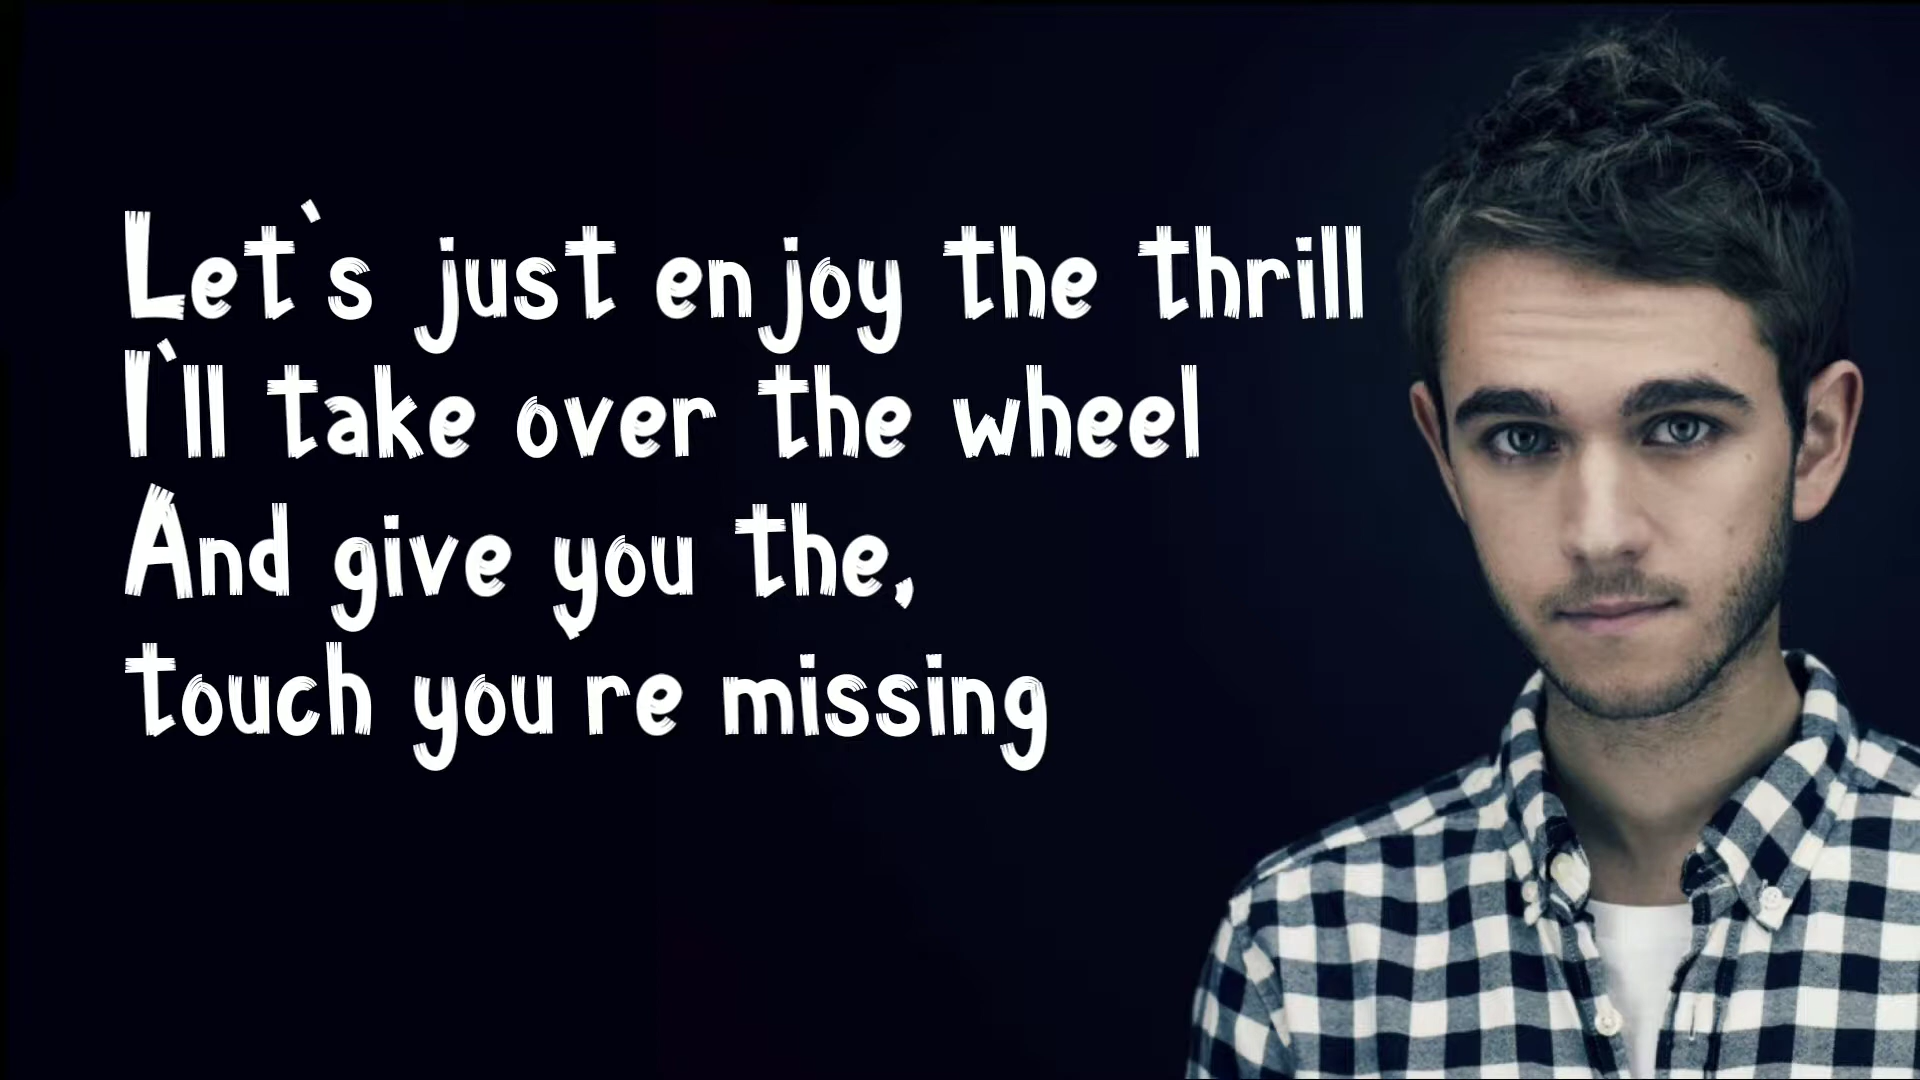 Let's just enjoy the thrill
I'll take over the wheel
And give you the,
touch you're missing